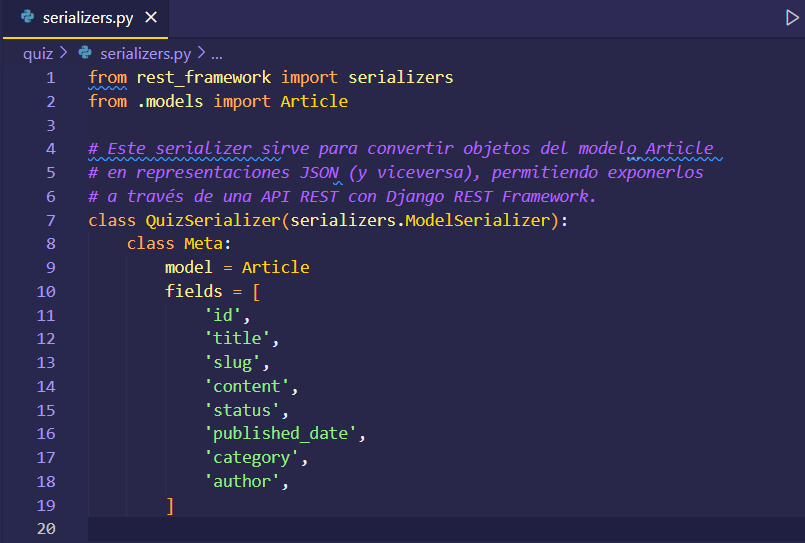 serializers.py
quiz > serializers.py > ...
1 from rest_framework import serializers
2 from .models import Article
3
4 # Este serializer sirve para convertir objetos del modelo Article
5 # en representaciones JSON (y viceversa), permitiendo exponerlos
6 # a través de una API REST con Django REST Framework.
7 class QuizSerializer(serializers.ModelSerializer):
8     class Meta:
9         model = Article
10         fields = [
11             'id',
12             'title',
13             'slug',
14             'content',
15             'status',
16             'published_date',
17             'category',
18             'author',
19         ]
20